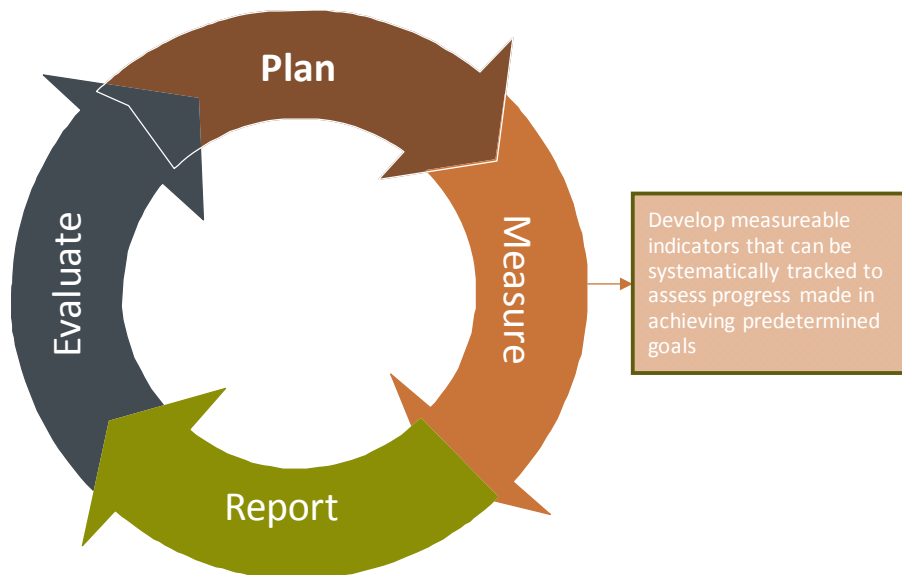 Plan
Measure
Report
Evaluate
Develop measureable
indicators that can be
systematically tracked to
assess progress made in
achieving predetermined
goals